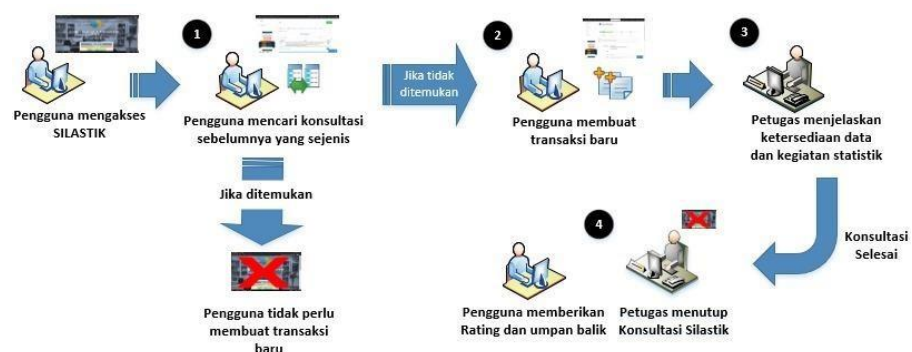 1
2
3
Pengguna mengakses
SILASTIK
Pengguna mencari konsultasi
sebelumnya yang sejenis
Jika tidak
ditemukan
Pengguna membuat
transaksi baru
Petugas menjelaskan
ketersediaan data
dan kegiatan statistik
Jika ditemukan
Pengguna tidak perlu
membuat transaksi
baru
4
Konsultasi
Selesai
Pengguna memberikan
Rating dan umpan balik
Petugas menutup
Konsultasi Silastik